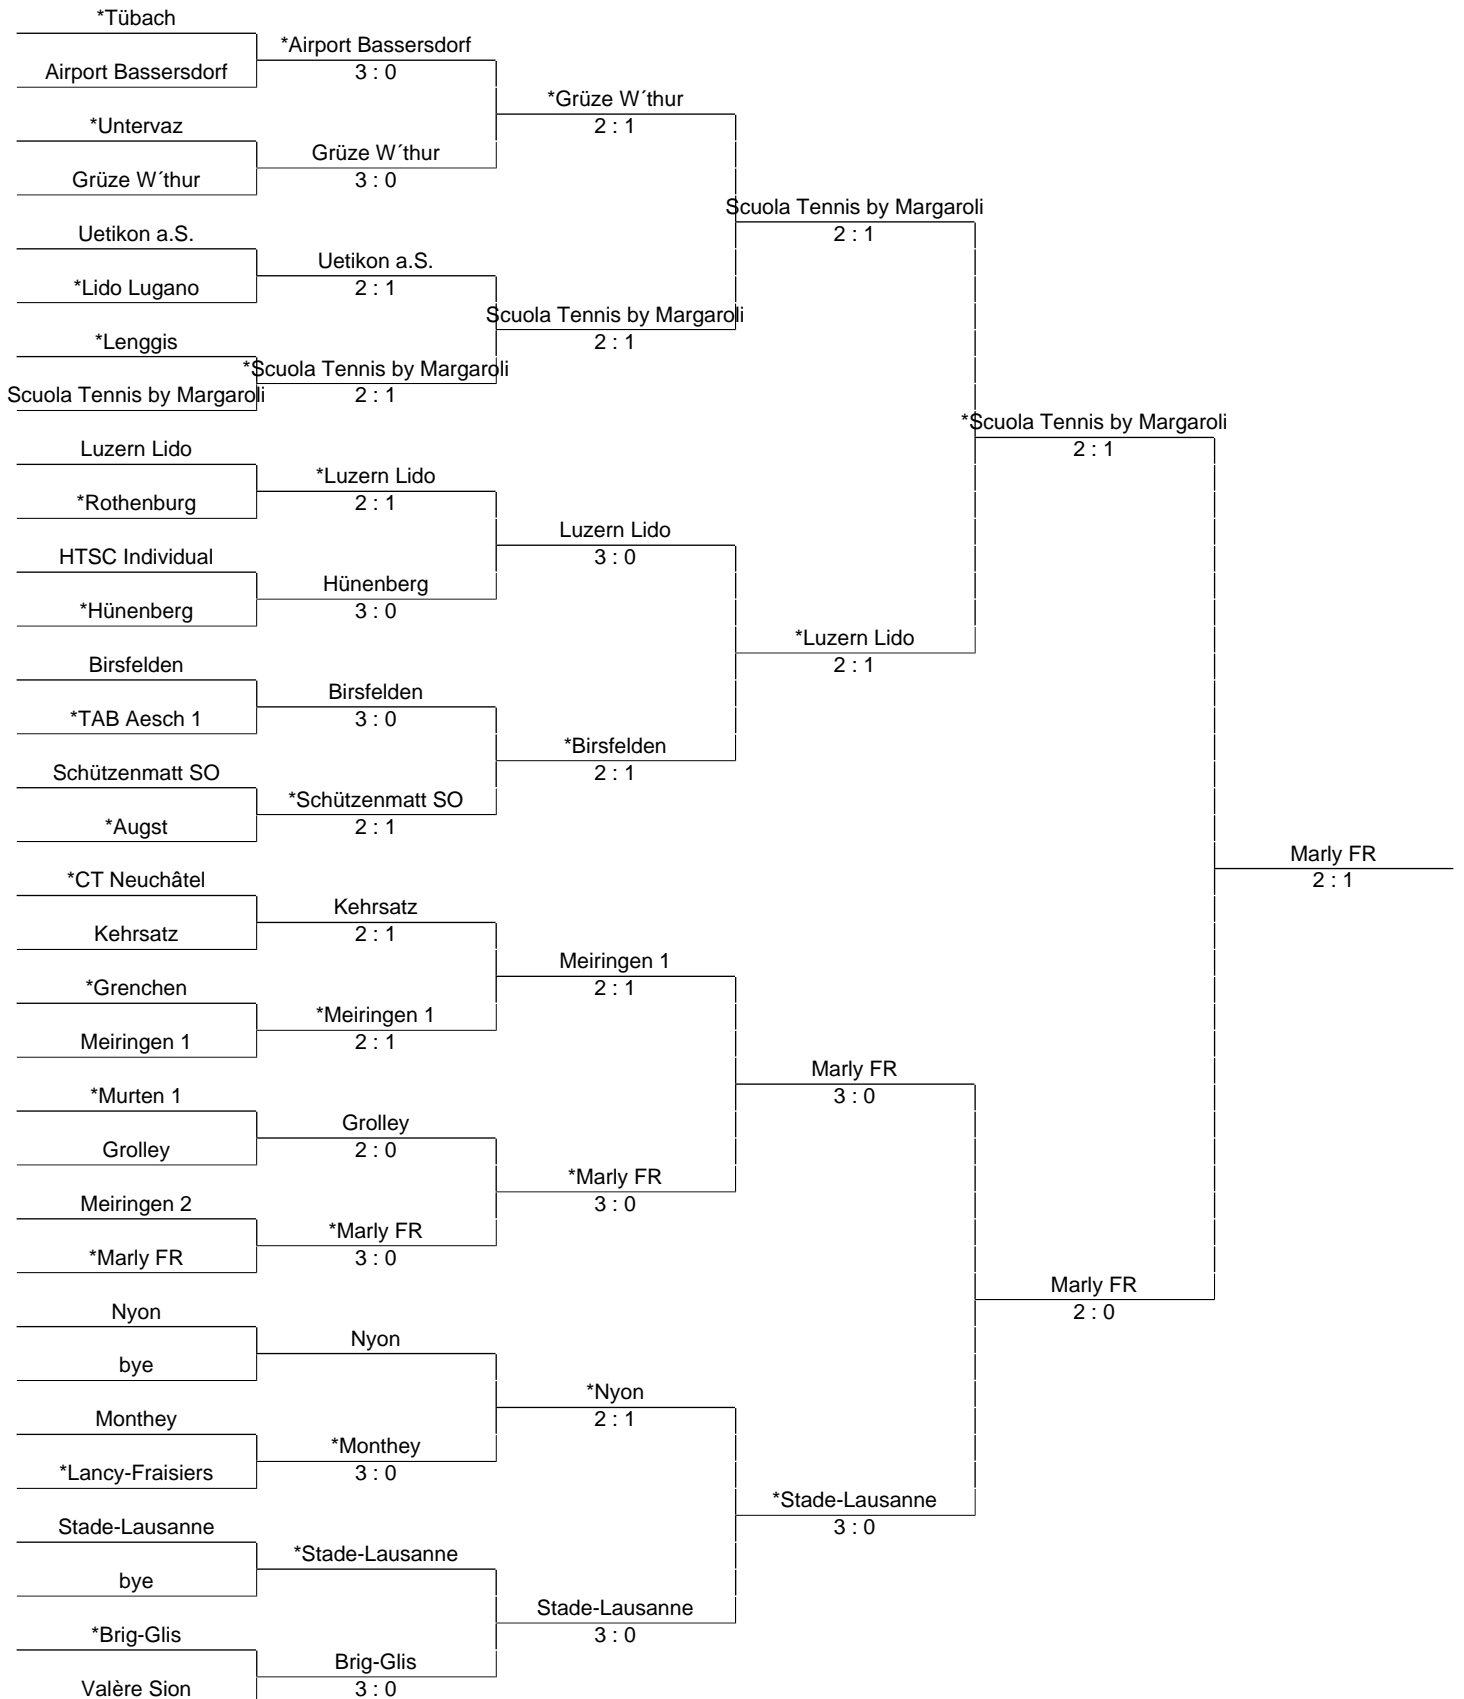 *Tübach
Airport Bassersdorf
*Untervaz
Grüze W´thur
Uetikon a.S.
*Lido Lugano
*Lenggis
Scuola Tennis by Margaroli
Luzern Lido
*Rothenburg
HTSC Individual
*Hünenberg
Birsfelden
*TAB Aesch 1
Schützenmatt SO
*Augst
*CT Neuchâtel
Kehrsatz
*Grenchen
Meiringen 1
*Murten 1
Grolley
Meiringen 2
*Marly FR
Nyon
bye
Monthey
*Lancy-Fraisiers
Stade-Lausanne
bye
*Brig-Glis
Valère Sion
*Airport Bassersdorf
3 : 0
Grüze W´thur
3 : 0
Uetikon a.S.
2 : 1
*Scuola Tennis by Margaroli
2 : 1
*Luzern Lido
2 : 1
Hünenberg
3 : 0
Birsfelden
3 : 0
*Schützenmatt SO
2 : 1
Kehrsatz
2 : 1
*Meiringen 1
2 : 1
Grolley
2 : 0
*Marly FR
3 : 0
Nyon
*Monthey
3 : 0
*Stade-Lausanne
Brig-Glis
3 : 0
*Grüze W´thur
2 : 1
Scuola Tennis by Margaroli
2 : 1
Luzern Lido
3 : 0
*Birsfelden
2 : 1
Meiringen 1
2 : 1
*Marly FR
3 : 0
*Nyon
2 : 1
Stade-Lausanne
3 : 0
Scuola Tennis by Margaroli
2 : 1
*Luzern Lido
2 : 1
Marly FR
3 : 0
*Stade-Lausanne
3 : 0
*Scuola Tennis by Margaroli
2 : 1
Marly FR
2 : 0
Marly FR
2 : 1